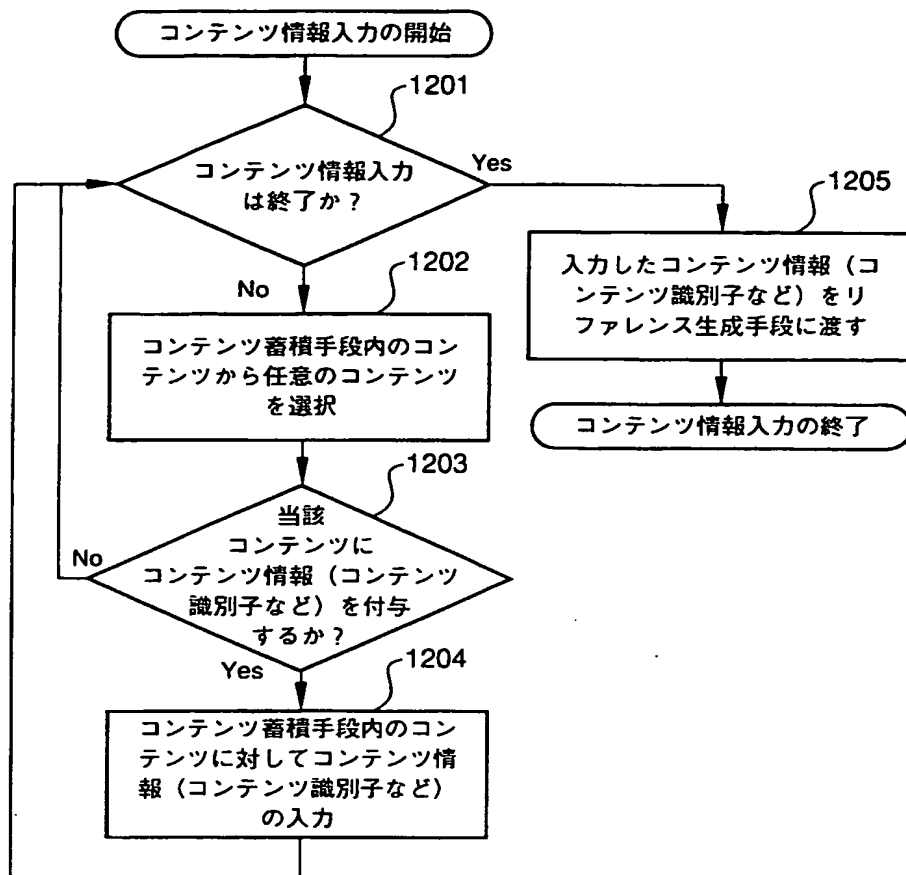 コンテンツ情報入力の開始
1201
コンテンツ情報入力
は終了か？
Yes
No
1202
コンテンツ蓄積手段内のコン
テンツから任意のコンテンツ
を選択
1203
当該
コンテンツに
コンテンツ情報（コンテンツ
識別子など）を付与
するか？
No
Yes
1204
コンテンツ蓄積手段内のコン
テンツに対してコンテンツ情
報（コンテンツ識別子など）
の入力
1205
入力したコンテンツ情報（コ
ンテンツ識別子など）をリ
ファレンス生成手段に渡す
コンテンツ情報入力の終了